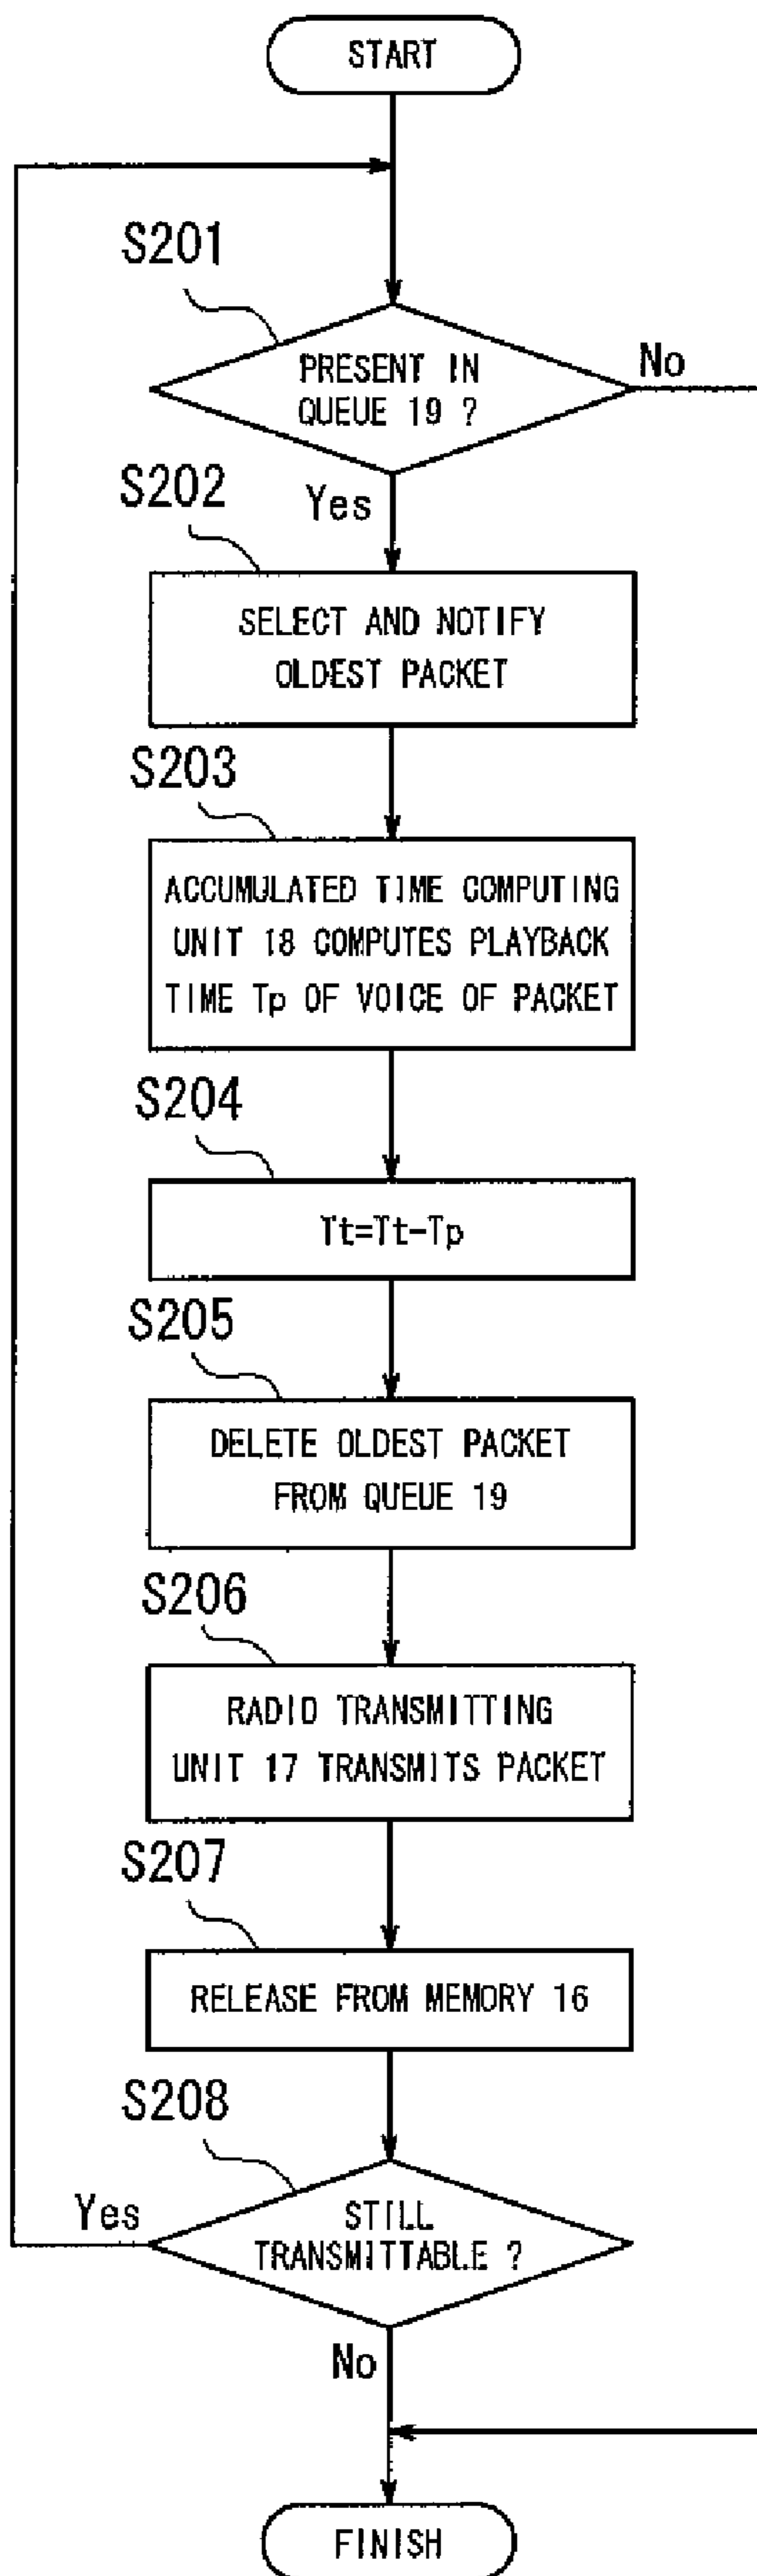 START
S201
PRESENT IN
QUEUE 19 ?
No
Yes
S202
SELECT AND NOTIFY
OLDEST PACKET
S203
ACCUMULATED TIME COMPUTING
UNIT 18 COMPUTES PLAYBACK
TIME Tp OF VOICE OF PACKET
S204
Tt=Tt-Tp
S205
DELETE OLDEST PACKET
FROM QUEUE 19
S206
RADIO TRANSMITTING
UNIT 17 TRANSMITS PACKET
S207
RELEASE FROM MEMORY 16
S208
STILL
TRANSMITTABLE ?
Yes
No
FINISH